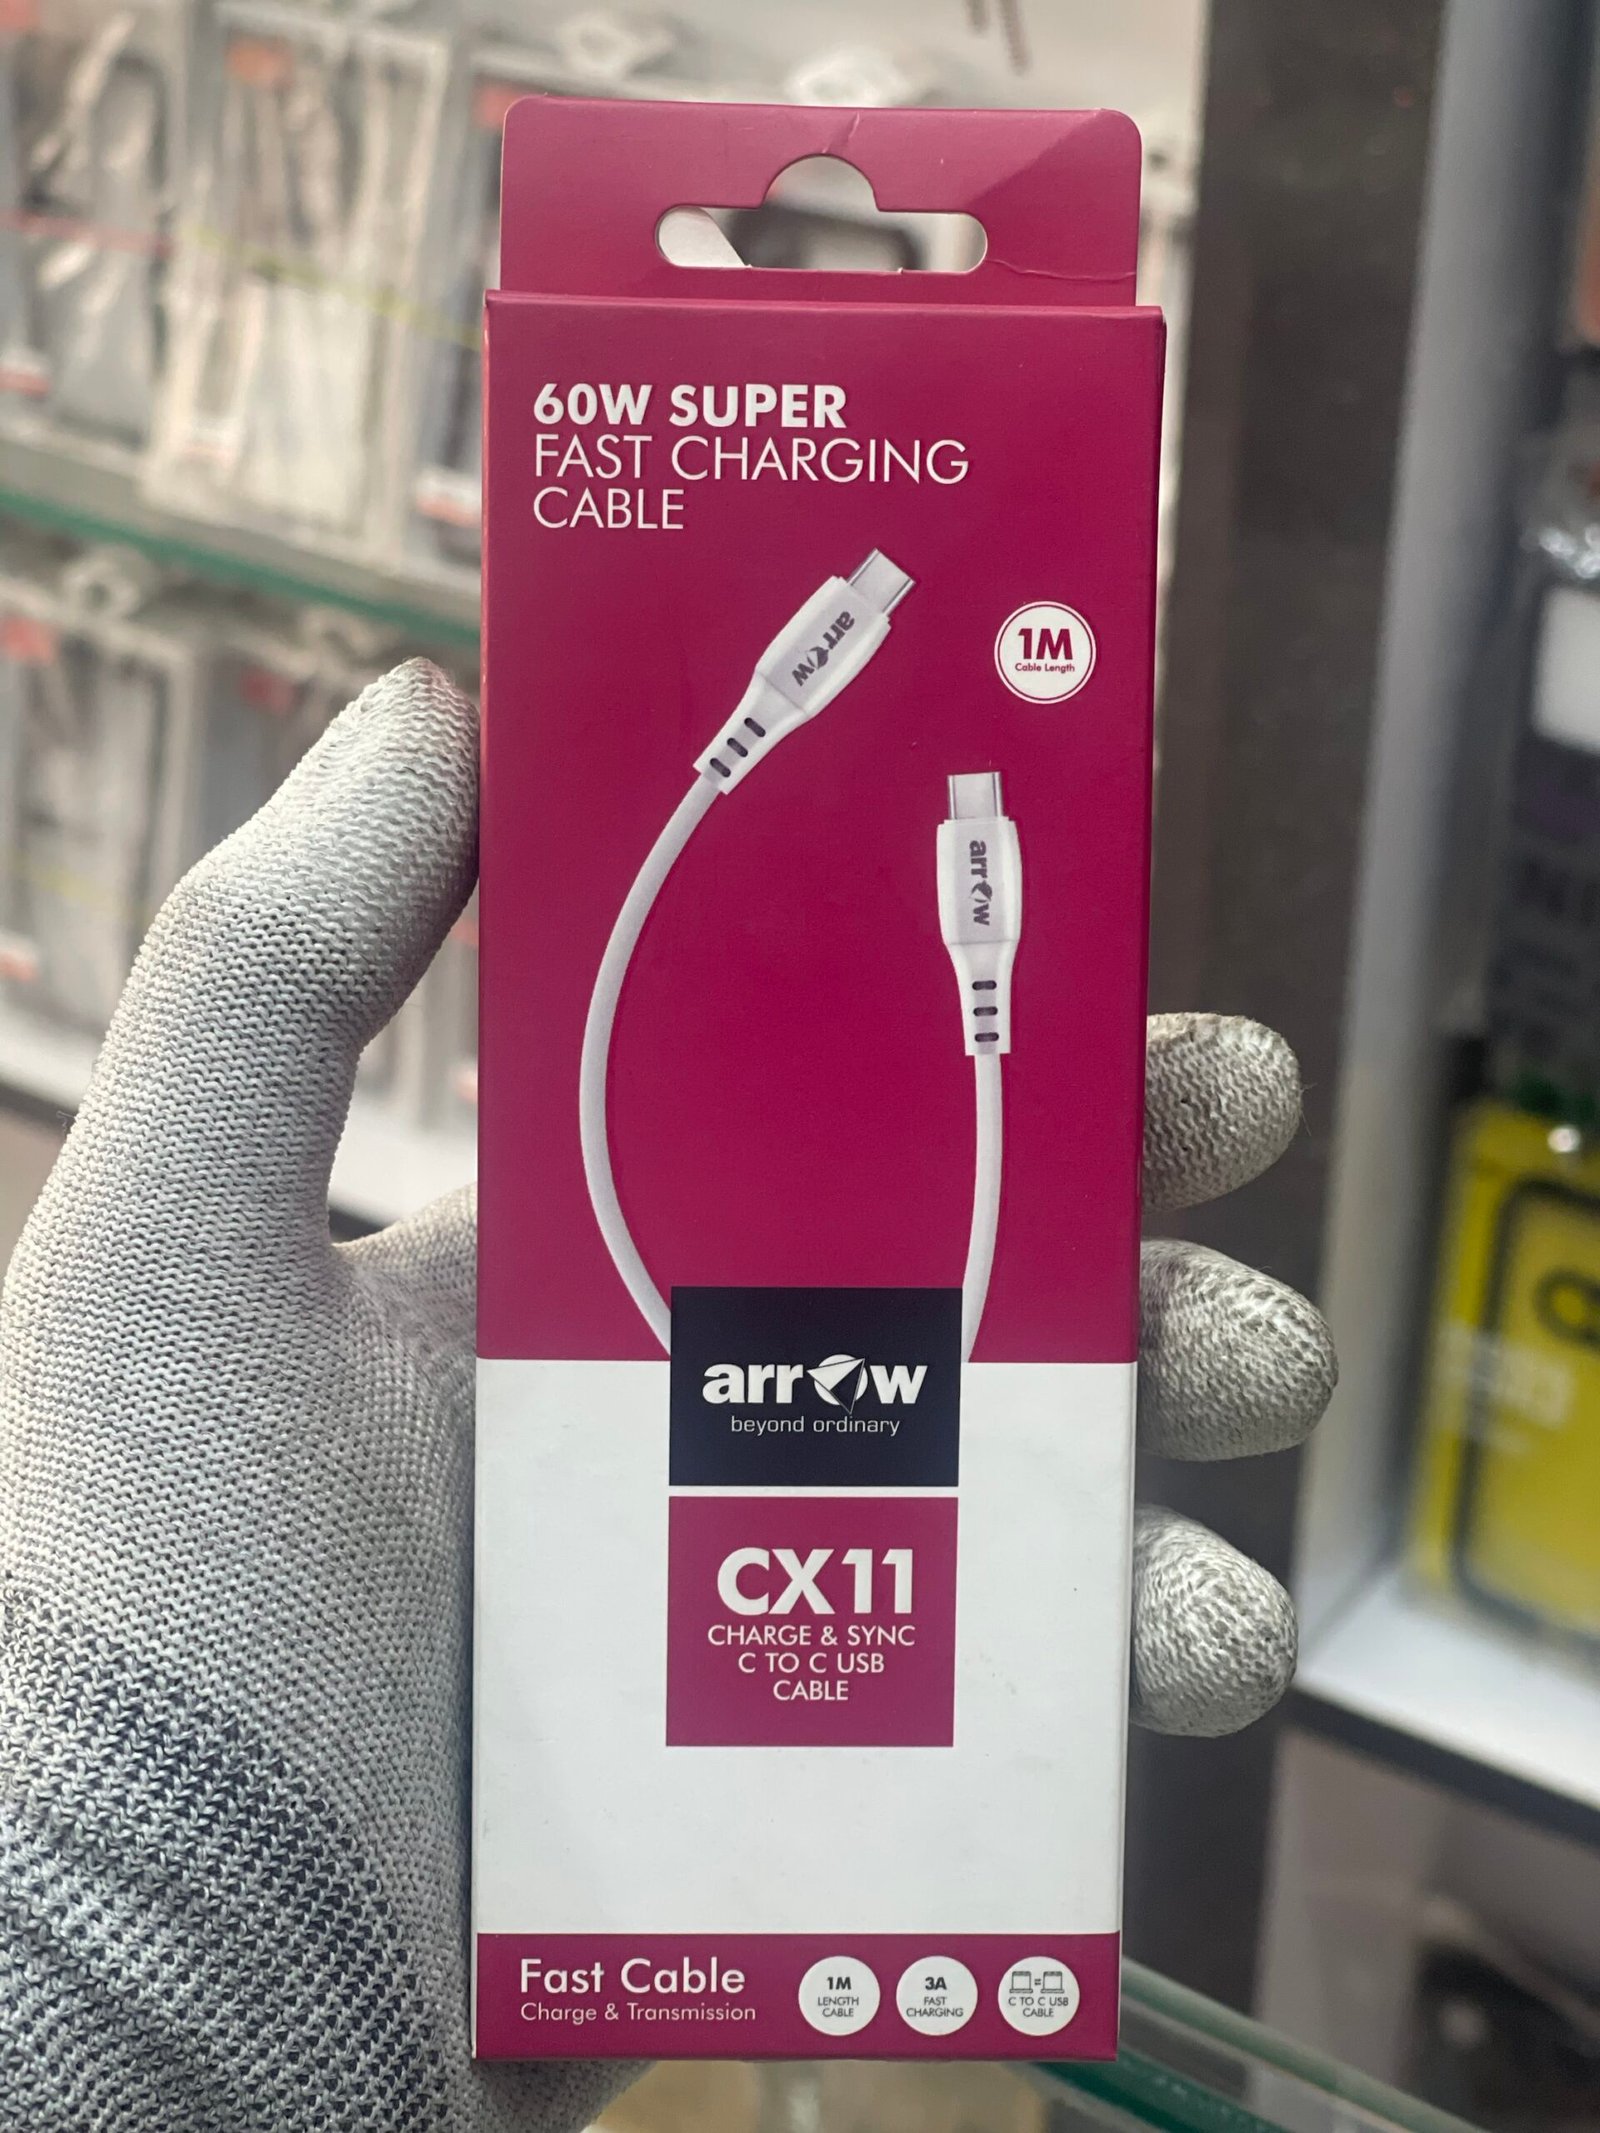 60W SUPER
FAST CHARGING
CABLE
1M
Cable Length
arrow
arrow
arrow
beyond ordinary
CX11
CHARGE & SYNC
C TO C USB
CABLE
Fast Cable
Charge & Transmission
1M
LENGTH
CABLE
3A
FAST
CHARGING
C TO C USB
CABLE